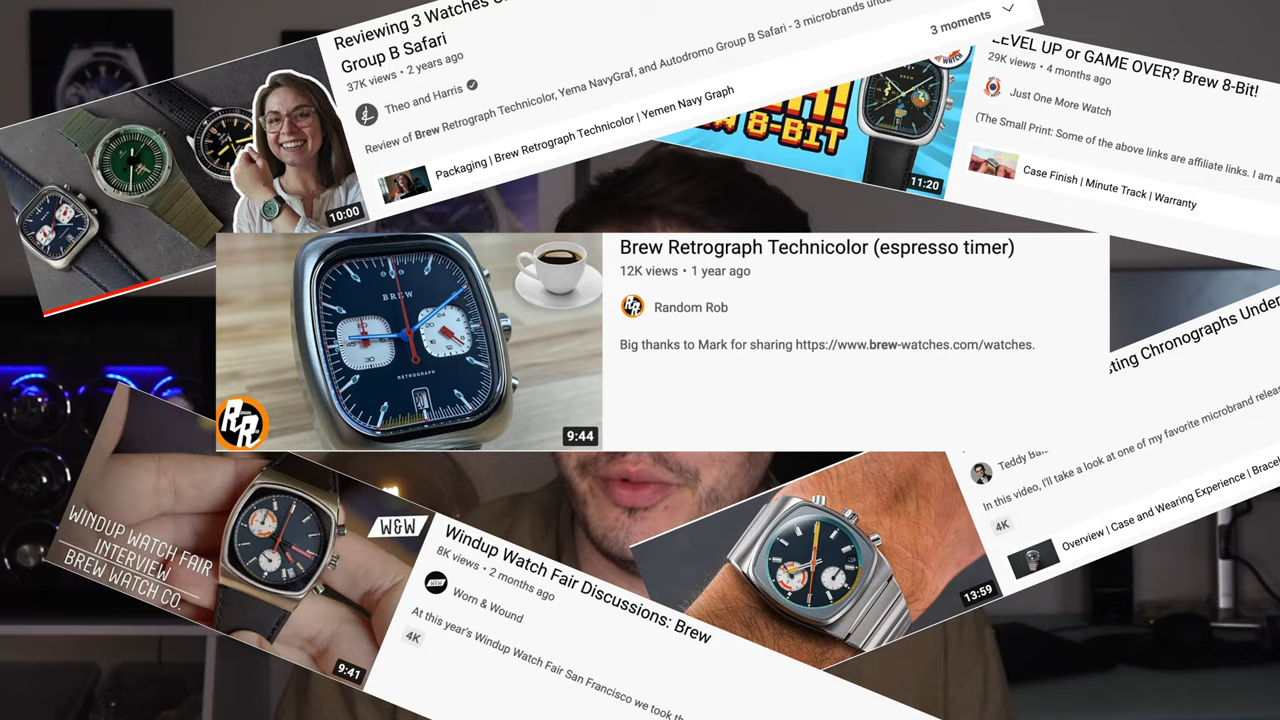 Reviewing 3 Watches
Group B Safari
37K views • 2 years ago
Theo and Harris
Review of Brew Retrograph Technicolor, Yema NavyGraf, and Autodromo Group B Safari - 3 microbrands
3 moments
Packaging | Brew Retrograph Technicolor | Yemen Navy Graph
10:00
LEVEL UP or GAME OVER? Brew 8-Bit!
29K views • 4 months ago
Just One More Watch
(The Small Print: Some of the above links are affiliate links. I am a
Case Finish | Minute Track | Warranty
8-BIT
WATCH
11:20
Brew Retrograph Technicolor (espresso timer)
12K views • 1 year ago
Random Rob
Big thanks to Mark for sharing https://www.brew-watches.com/watches.
BREW
RETROGRAPH
30
RR
9:44
Chronographs Under
Teddy
In this video, I'll take a look at one of my favorite microbrand
4K
Overview | Case and Wearing Experience |
13:59
WINDUP WATCH FAIR
INTERVIEW
BREW WATCH CO.
W&W
9:41
Windup Watch Fair Discussions: Brew
8K views • 2 months ago
Worn & Wound
At this year's Windup Watch Fair San Francisco we took
4K